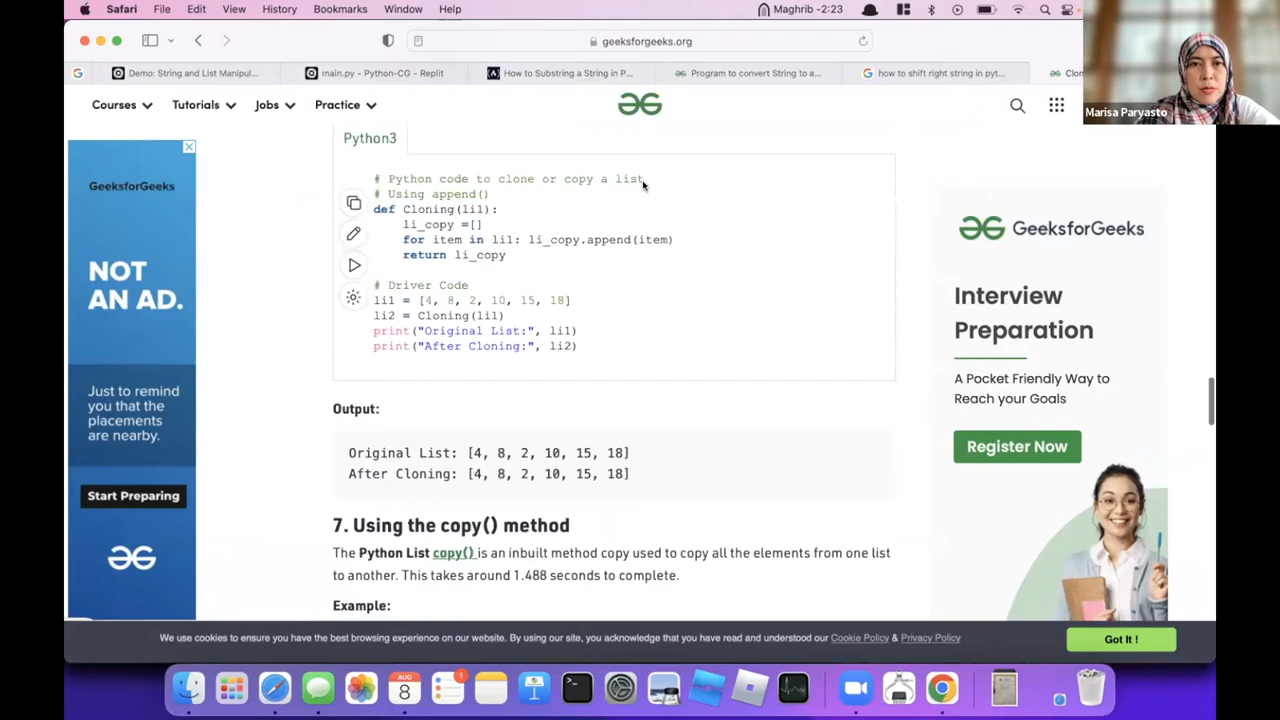 Safari File Edit View History Bookmarks Window Help Maghrib -2:23
geeksforgeeks.org
Demo: String and List Manipul... main.py - Python-CG - Replit How to Substring a String in P... Program to convert String to a... how to shift right string in pyt... Clon
Courses Tutorials Jobs Practice
Marisa Paryasto
Python3
# Python code to clone or copy a list
# Using append()
def Cloning(li1):
li_copy =[]
for item in li1: li_copy.append(item)
return li_copy
# Driver Code
li1 = [4, 8, 2, 10, 15, 18]
li2 = Cloning(li1)
print("Original List:", li1)
print("After Cloning:", li2)
Output:
Original List: [4, 8, 2, 10, 15, 18]
After Cloning: [4, 8, 2, 10, 15, 18]
7. Using the copy() method
The Python List copy() is an inbuilt method copy used to copy all the elements from one list
to another. This takes around 1.488 seconds to complete.
Example:
GeeksforGeeks
NOT
AN AD.
Just to remind
you that the
placements
are nearby.
Start Preparing
GeeksforGeeks
Interview
Preparation
A Pocket Friendly Way to
Reach your Goals
Register Now
We use cookies to ensure you have the best browsing experience on our website. By using our site, you acknowledge that you have read and understood our Cookie Policy & Privacy Policy
Got It !
AUG
8
1